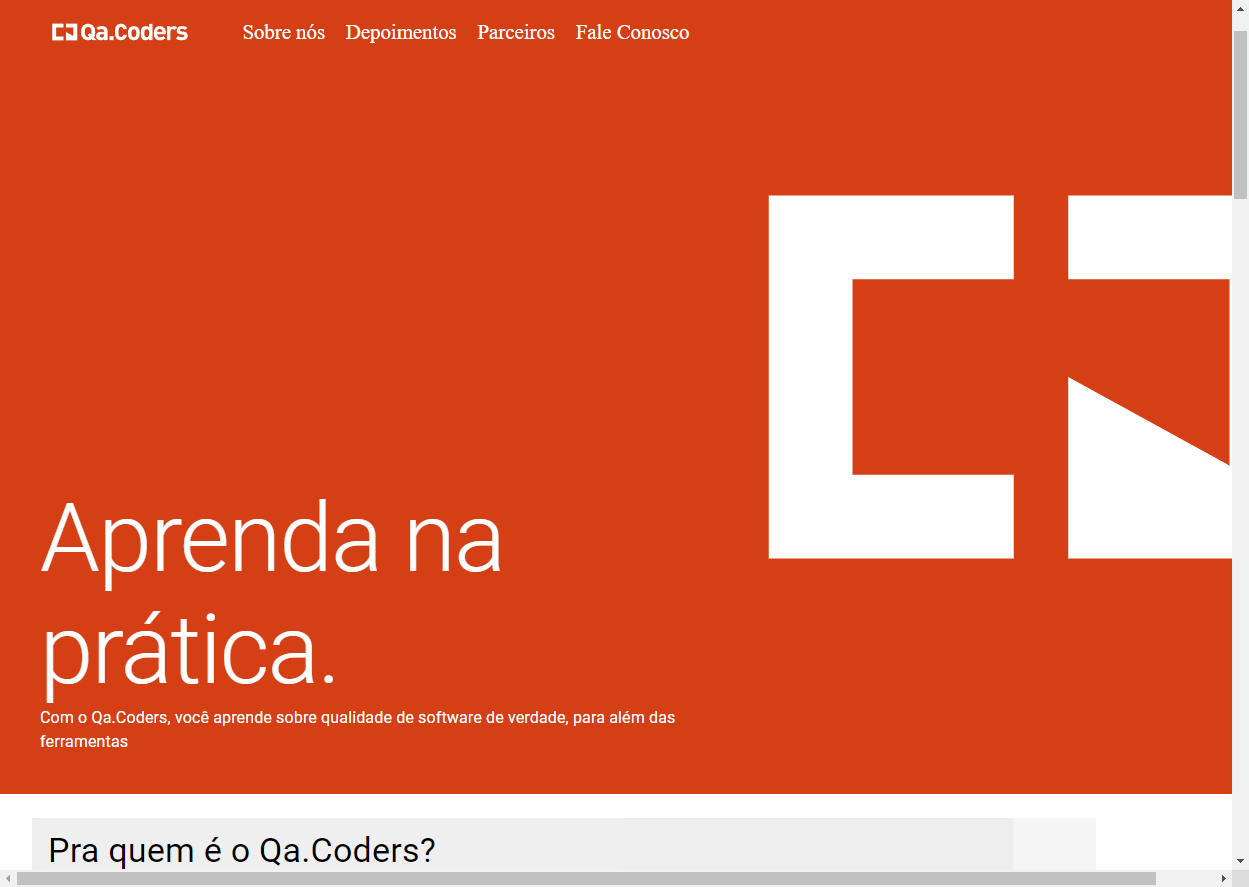 Qa.Coders
Sobre nós Depoimentos Parceiros Fale Conosco
Aprenda na
prática.
Com o Qa.Coders, você aprende sobre qualidade de software de verdade, para além das
ferramentas
Pra quem é o Qa.Coders?